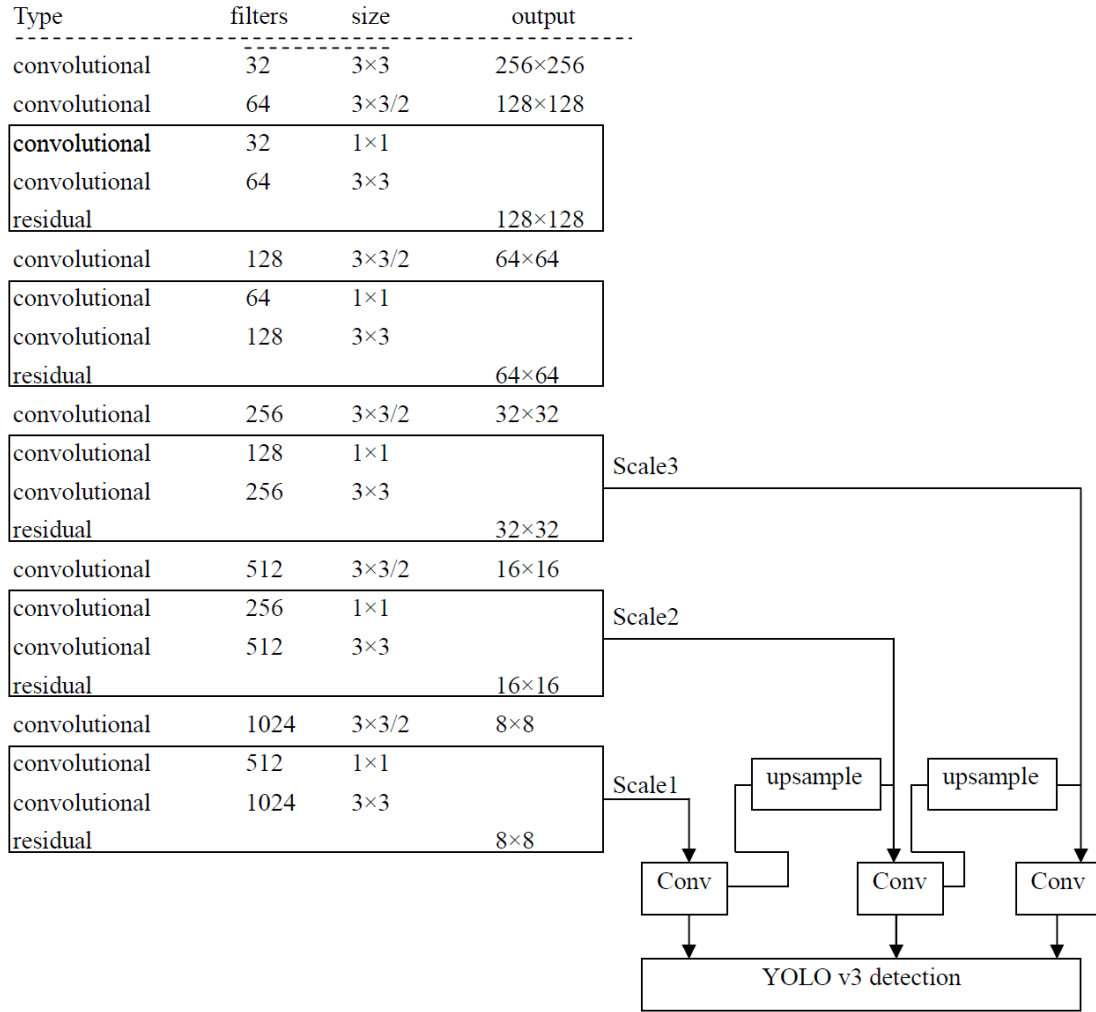 Type filters size output
convolutional 32 3×3 256×256
convolutional 64 3×3/2 128×128
convolutional 32 1×1
convolutional 64 3×3
residual 128×128
convolutional 128 3×3/2 64×64
convolutional 64 1×1
convolutional 128 3×3
residual 64×64
convolutional 256 3×3/2 32×32
convolutional 128 1×1
Scale3
convolutional 256 3×3
residual 32×32
convolutional 512 3×3/2 16×16
convolutional 256 1×1
Scale2
convolutional 512 3×3
residual 16×16
convolutional 1024 3×3/2 8×8
convolutional 512 1×1
Scale1 upsample upsample
convolutional 1024 3×3
residual 8×8
Conv Conv Conv
YOLO v3 detection